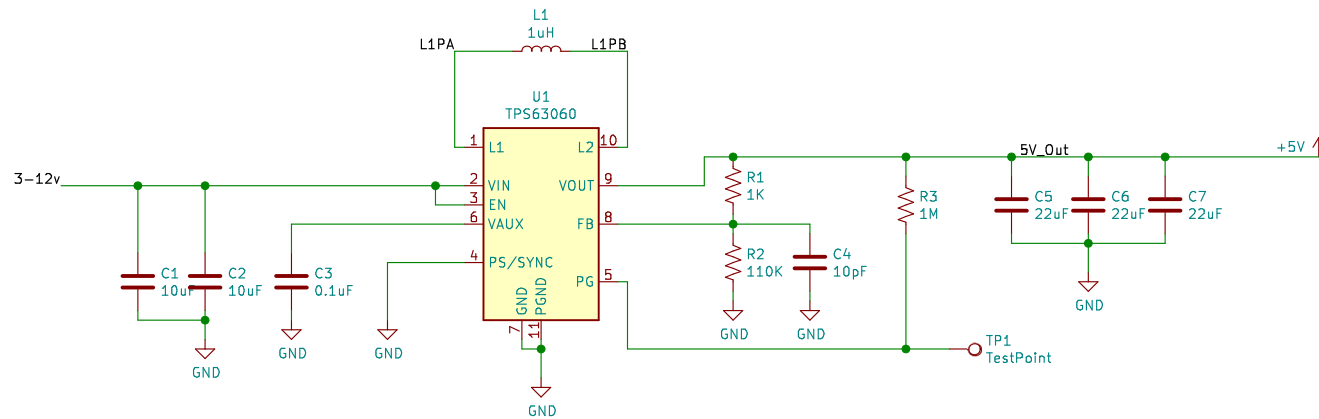 L1
1uH
L1PA
L1PB
U1
TPS63060
1
L1
L2
10
3-12v
2
VIN
VOUT
9
3
EN
6
VAUX
FB
8
4
PS/SYNC
PG
5
GND
PGND
7
11
GND
C1
10uF
C2
10uF
GND
C3
0.1uF
GND
GND
R1
1K
R2
110K
GND
C4
10pF
GND
R3
1M
TP1
TestPoint
5V_Out
+5V
C5
22uF
C6
22uF
C7
22uF
GND